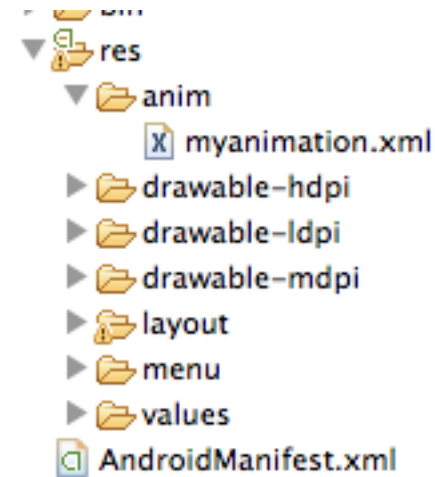 res
anim
myanimation.xml
drawable-hdpi
drawable-ldpi
drawable-mdpi
layout
menu
values
AndroidManifest.xml